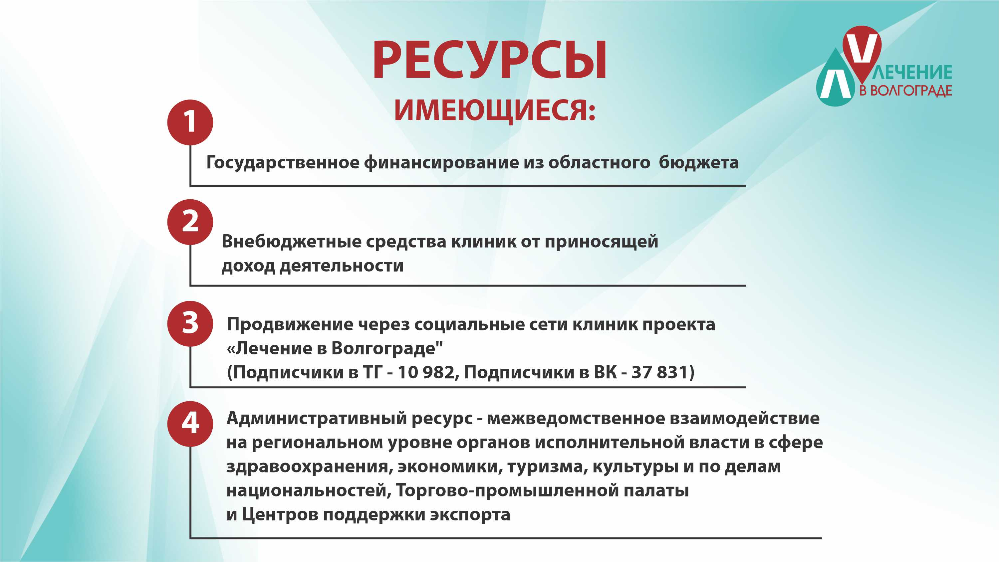 РЕСУРСЫ
ИМЕЮЩИЕСЯ:
ЛЕЧЕНИЕ
В ВОЛГОГРАДЕ
1
Государственное финансирование из областного  бюджета
2
Внебюджетные средства клиник от приносящей
доход деятельности
3
Продвижение через социальные сети клиник проекта
«Лечение в Волгограде"
(Подписчики в ТГ - 10 982, Подписчики в ВК - 37 831)
4
Административный ресурс - межведомственное взаимодействие
на региональном уровне органов исполнительной власти в сфере
здравоохранения, экономики, туризма, культуры и по делам
национальностей, Торгово-промышленной палаты
и Центров поддержки экспорта